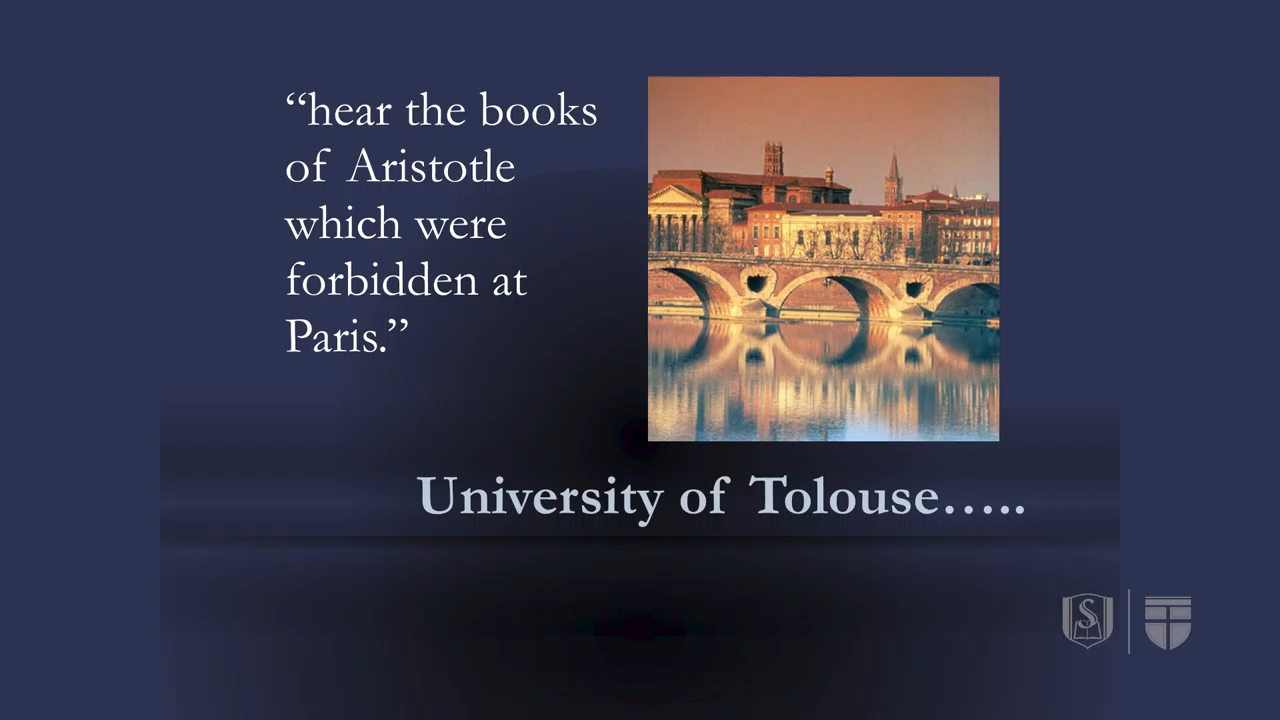 “hear the books
of Aristotle
which were
forbidden at
Paris.”
University of Tolouse…..
S